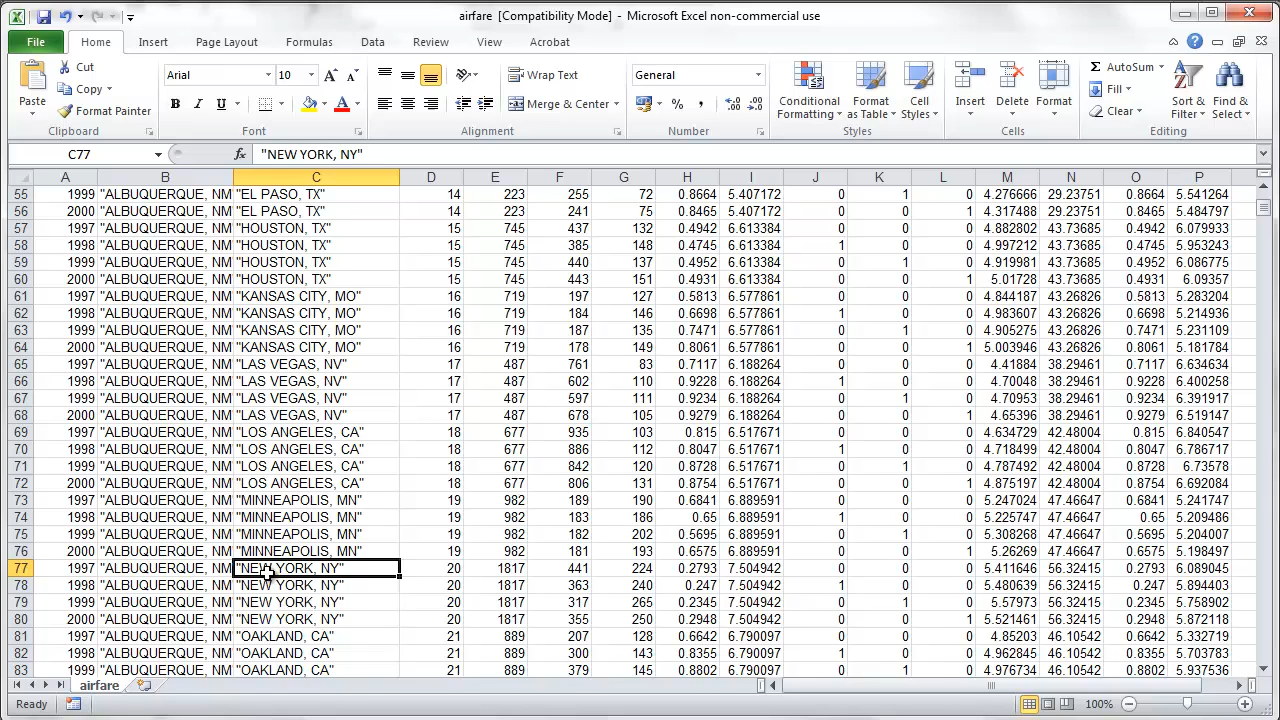 airfare [Compatibility Mode] - Microsoft Excel non-commercial use
File Home Insert Page Layout Formulas Data Review View Acrobat
Paste Cut Copy Format Painter
Arial 10
B I U A
Wrap Text
Merge & Center
General
% ,
Conditional Formatting Format as Table Cell Styles
Insert Delete Format
Σ AutoSum Fill Clear Sort & Filter Find & Select
Clipboard Font Alignment Number Styles Cells Editing
C77 fx "NEW YORK, NY"
A B C D E F G H I J K L M N O P
55 1999 "ALBUQUERQUE, NM "EL PASO, TX" 14 223 255 72 0.8664 5.407172 0 1 0 4.276666 29.23751 0.8664 5.541264
56 2000 "ALBUQUERQUE, NM "EL PASO, TX" 14 223 241 75 0.8465 5.407172 0 0 1 4.317488 29.23751 0.8465 5.484797
57 1997 "ALBUQUERQUE, NM "HOUSTON, TX" 15 745 437 132 0.4942 6.613384 0 0 0 4.882802 43.73685 0.4942 6.079933
58 1998 "ALBUQUERQUE, NM "HOUSTON, TX" 15 745 385 148 0.4745 6.613384 1 0 0 4.997212 43.73685 0.4745 5.953243
59 1999 "ALBUQUERQUE, NM "HOUSTON, TX" 15 745 440 137 0.4952 6.613384 0 1 0 4.919981 43.73685 0.4952 6.086775
60 2000 "ALBUQUERQUE, NM "HOUSTON, TX" 15 745 443 151 0.4931 6.613384 0 0 1 5.01728 43.73685 0.4931 6.09357
61 1997 "ALBUQUERQUE, NM "KANSAS CITY, MO" 16 719 197 127 0.5813 6.577861 0 0 0 4.844187 43.26826 0.5813 5.283204
62 1998 "ALBUQUERQUE, NM "KANSAS CITY, MO" 16 719 184 146 0.6698 6.577861 1 0 0 4.983607 43.26826 0.6698 5.214936
63 1999 "ALBUQUERQUE, NM "KANSAS CITY, MO" 16 719 187 135 0.7471 6.577861 0 1 0 4.905275 43.26826 0.7471 5.231109
64 2000 "ALBUQUERQUE, NM "KANSAS CITY, MO" 16 719 178 149 0.8061 6.577861 0 0 1 5.003946 43.26826 0.8061 5.181784
65 1997 "ALBUQUERQUE, NM "LAS VEGAS, NV" 17 487 761 83 0.7117 6.188264 0 0 0 4.41884 38.29461 0.7117 6.634634
66 1998 "ALBUQUERQUE, NM "LAS VEGAS, NV" 17 487 602 110 0.9228 6.188264 1 0 0 4.70048 38.29461 0.9228 6.400258
67 1999 "ALBUQUERQUE, NM "LAS VEGAS, NV" 17 487 597 111 0.9234 6.188264 0 1 0 4.70953 38.29461 0.9234 6.391917
68 2000 "ALBUQUERQUE, NM "LAS VEGAS, NV" 17 487 678 105 0.9279 6.188264 0 0 1 4.65396 38.29461 0.9279 6.519147
69 1997 "ALBUQUERQUE, NM "LOS ANGELES, CA" 18 677 935 103 0.815 6.517671 0 0 0 4.634729 42.48004 0.815 6.840547
70 1998 "ALBUQUERQUE, NM "LOS ANGELES, CA" 18 677 886 112 0.8047 6.517671 1 0 0 4.718499 42.48004 0.8047 6.786717
71 1999 "ALBUQUERQUE, NM "LOS ANGELES, CA" 18 677 842 120 0.8728 6.517671 0 1 0 4.787492 42.48004 0.8728 6.73578
72 2000 "ALBUQUERQUE, NM "LOS ANGELES, CA" 18 677 806 131 0.8754 6.517671 0 0 1 4.875197 42.48004 0.8754 6.692084
73 1997 "ALBUQUERQUE, NM "MINNEAPOLIS, MN" 19 982 189 190 0.6841 6.889591 0 0 0 5.247024 47.46647 0.6841 5.241747
74 1998 "ALBUQUERQUE, NM "MINNEAPOLIS, MN" 19 982 183 186 0.65 6.889591 1 0 0 5.225747 47.46647 0.65 5.209486
75 1999 "ALBUQUERQUE, NM "MINNEAPOLIS, MN" 19 982 182 202 0.5695 6.889591 0 1 0 5.308268 47.46647 0.5695 5.204007
76 2000 "ALBUQUERQUE, NM "MINNEAPOLIS, MN" 19 982 181 193 0.6575 6.889591 0 0 1 5.26269 47.46647 0.6575 5.198497
77 1997 "ALBUQUERQUE, NM "NEW YORK, NY" 20 1817 441 224 0.2793 7.504942 0 0 0 5.411646 56.32415 0.2793 6.089045
78 1998 "ALBUQUERQUE, NM "NEW YORK, NY" 20 1817 363 240 0.247 7.504942 1 0 0 5.480639 56.32415 0.247 5.894403
79 1999 "ALBUQUERQUE, NM "NEW YORK, NY" 20 1817 317 265 0.2345 7.504942 0 1 0 5.57973 56.32415 0.2345 5.758902
80 2000 "ALBUQUERQUE, NM "NEW YORK, NY" 20 1817 355 250 0.2948 7.504942 0 0 1 5.521461 56.32415 0.2948 5.872118
81 1997 "ALBUQUERQUE, NM "OAKLAND, CA" 21 889 207 128 0.6642 6.790097 0 0 0 4.85203 46.10542 0.6642 5.332719
82 1998 "ALBUQUERQUE, NM "OAKLAND, CA" 21 889 300 143 0.8355 6.790097 1 0 0 4.962845 46.10542 0.8355 5.703783
83 1999 "ALBUQUERQUE, NM "OAKLAND, CA" 21 889 379 145 0.8802 6.790097 0 1 0 4.976734 46.10542 0.8802 5.937536
airfare
Ready 100%